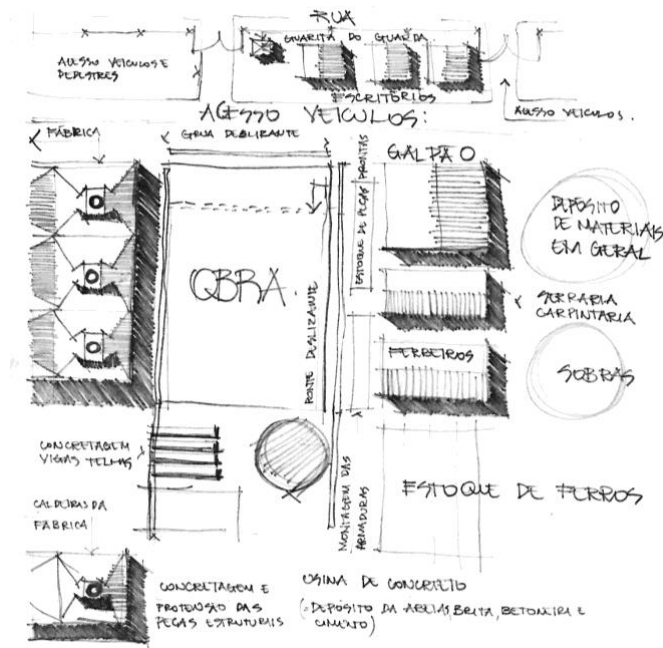 RUA
GUARITA DO GUARDA
ACESSO VEICULOS E
PEDESTRES
ESCRITÓRIOS
ACESSO VEICULOS:
ACESSO VEICULOS.
FÁBRICA
GRUA DESLIZANTE
GALPÃO
ESTOQUE DE PEÇAS PRONTAS
DEPÓSITO
DE MATERIAIS
EM GERAL
OBRA
PONTE DESLIZANTE
SERRARIA
CARPINTARIA
FERREIROS
SOBRAS
CONCRETAGEM
VIGAS TELHAS
MONTAGEM DAS
ARMADURAS
ESTOQUE DE FERROS
CALDEIRAS DA
FÁBRICA
CONCRETAGEM E
PROTENSÃO DAS
PEÇAS ESTRUTURAIS
USINA DE CONCRETO
(DEPÓSITO DA AREIAS, BRITA, BETONEIRA E
CIMENTO)